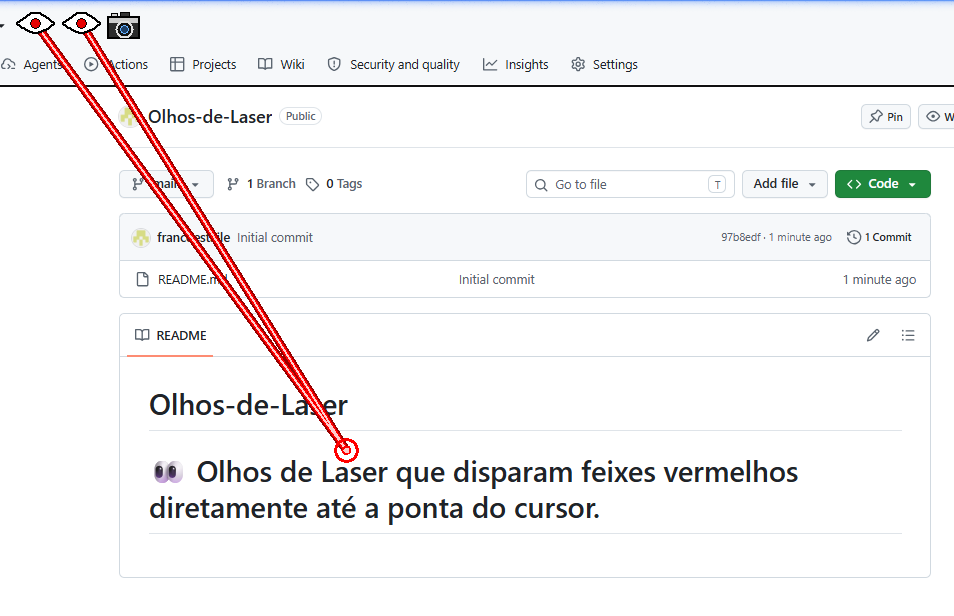 Agents Actions Projects Wiki Security and quality Insights Settings
Olhos-de-Laser Public Pin
main 1 Branch 0 Tags Go to file T Add file Code
Initial commit 97b8edf · 1 minute ago 1 Commit
README.md Initial commit 1 minute ago
README
Olhos-de-Laser
👀 Olhos de Laser que disparam feixes vermelhos
diretamente até a ponta do cursor.